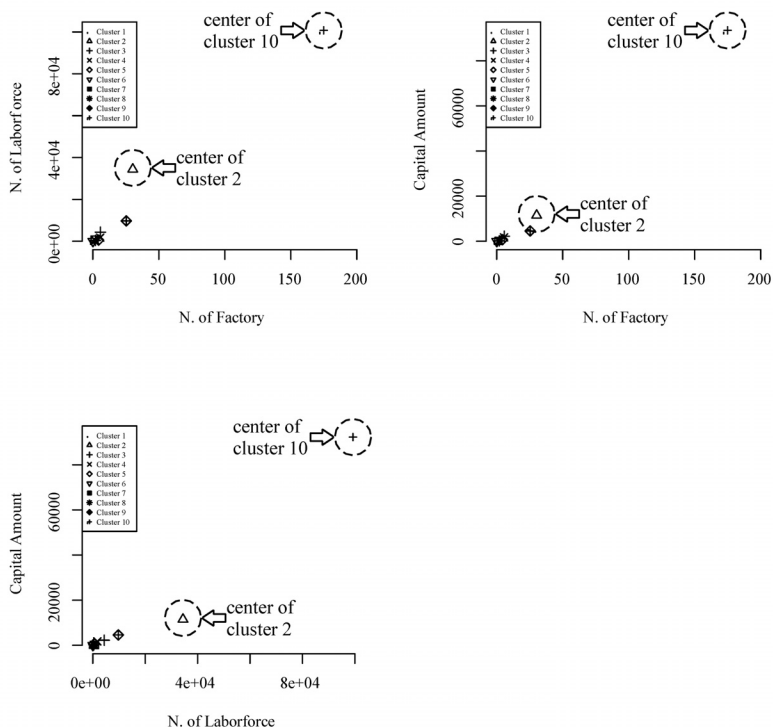 Cluster 1
Cluster 2
Cluster 3
Cluster 4
Cluster 5
Cluster 6
Cluster 7
Cluster 8
Cluster 9
Cluster 10
center of
cluster 10
center of
cluster 2
N. of Laborforce
0e+00
4e+04
8e+04
0
50
100
150
200
N. of Factory
Cluster 1
Cluster 2
Cluster 3
Cluster 4
Cluster 5
Cluster 6
Cluster 7
Cluster 8
Cluster 9
Cluster 10
center of
cluster 10
center of
cluster 2
Capital Amount
0
20000
60000
0
50
100
150
200
N. of Factory
Cluster 1
Cluster 2
Cluster 3
Cluster 4
Cluster 5
Cluster 6
Cluster 7
Cluster 8
Cluster 9
Cluster 10
center of
cluster 10
center of
cluster 2
Capital Amount
0
20000
60000
0e+00
4e+04
8e+04
N. of Laborforce